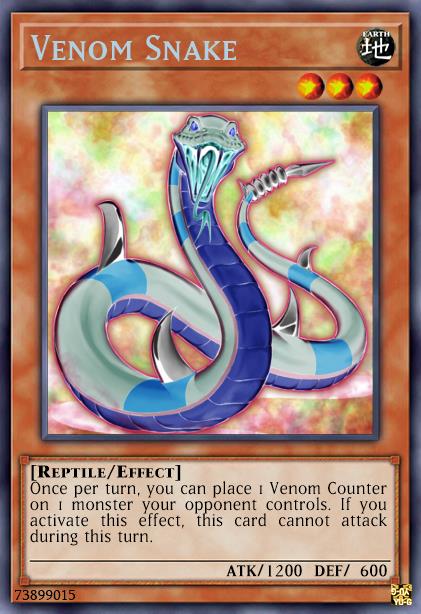 VENOM SNAKE
EARTH
地
[REPTILE/EFFECT]
Once per turn, you can place 1 Venom Counter
on 1 monster your opponent controls. If you
activate this effect, this card cannot attack
during this turn.
ATK/1200 DEF/ 600
73899015